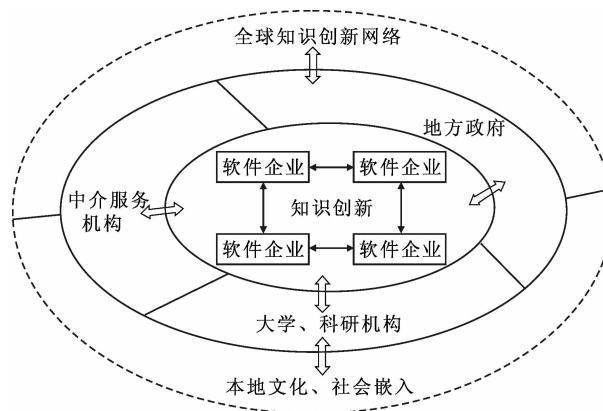 全球知识创新网络
地方政府
软件企业 软件企业
中介服务
机构
知识创新
软件企业 软件企业
大学、科研机构
本地文化、社会嵌入